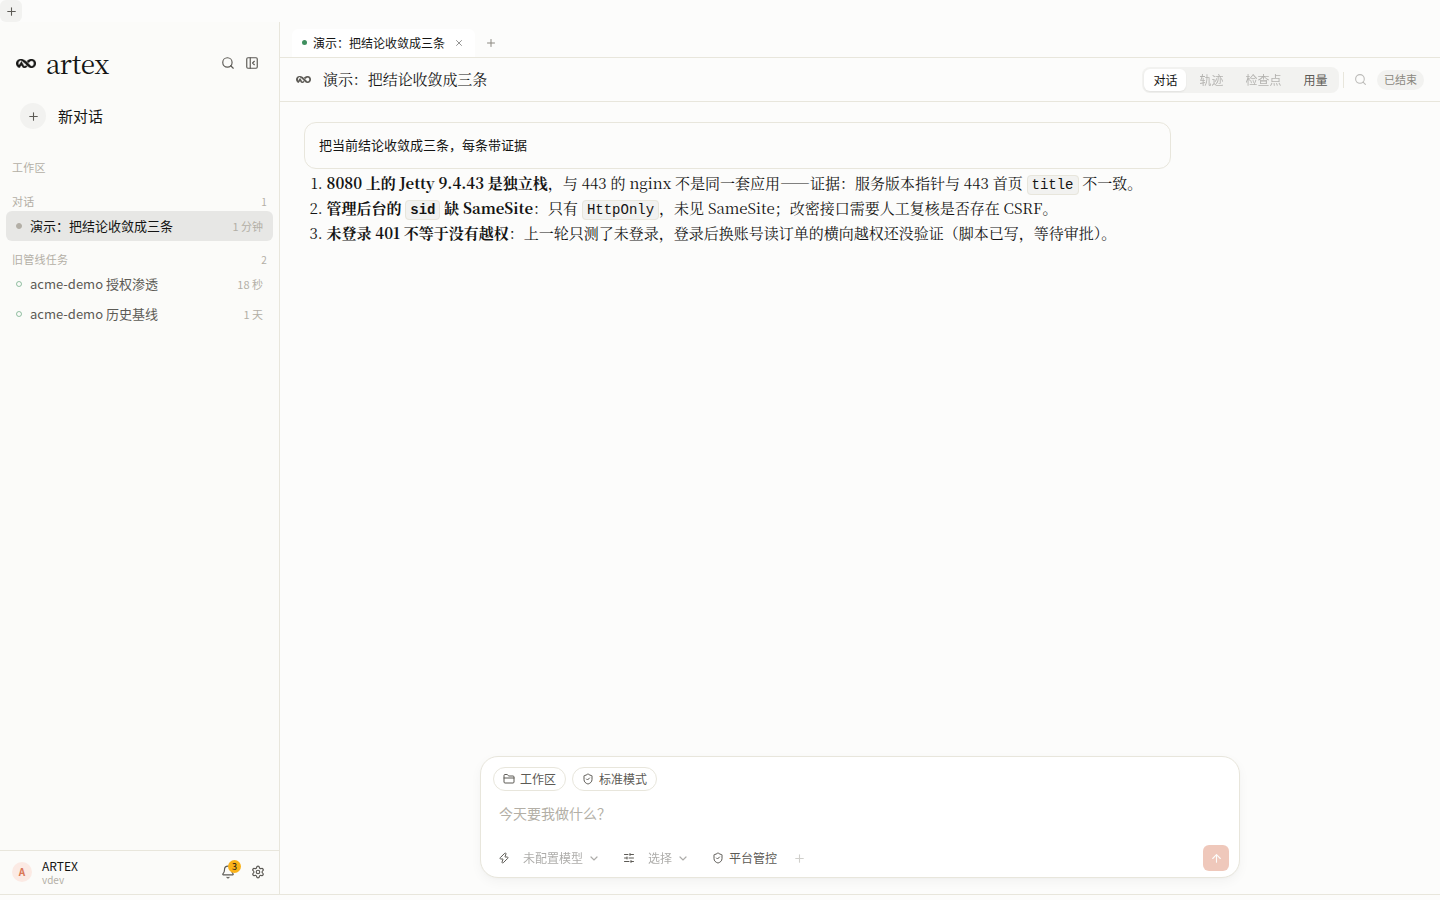 artex
新对话
工作区
对话 1
演示：把结论收敛成三条 1 分钟
旧管线任务 2
acme-demo 授权渗透 18 秒
acme-demo 历史基线 1 天
A ARTEX 3
vdev
演示：把结论收敛成三条
演示：把结论收敛成三条 对话 轨迹 检查点 用量 已结束
把当前结论收敛成三条，每条带证据
1. 8080 上的 Jetty 9.4.43 是独立栈，与 443 的 nginx 不是同一套应用——证据：服务版本指针与 443 首页 title 不一致。
2. 管理后台的 sid 缺 SameSite：只有 HttpOnly，未见 SameSite；改密接口需要人工复核是否存在 CSRF。
3. 未登录 401 不等于没有越权：上一轮只测了未登录，登录后换账号读订单的横向越权还没验证（脚本已写，等待审批）。
工作区 标准模式
今天要我做什么？
未配置模型 选择 平台管控